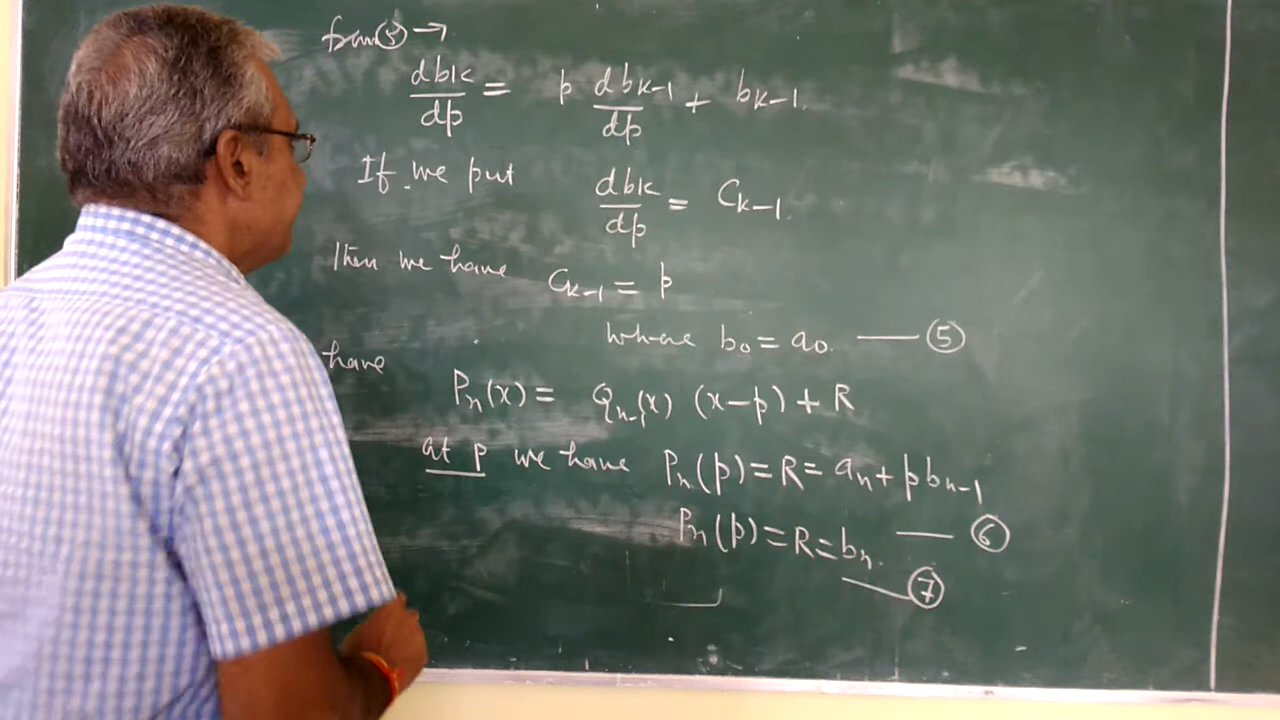 from (5) →
dbk/dp = p dbk-1/dp + bk-1.
If we put dbk/dp = Ck-1.
Then we have Ck-1 = p
where b0 = a0. — (5)
have
Pn(x) = Qn-1(x) (x-p) + R
at p we have Pn(p) = R = an + pbn-1
— (6)
Pn(p) = R = bn.
— (7)